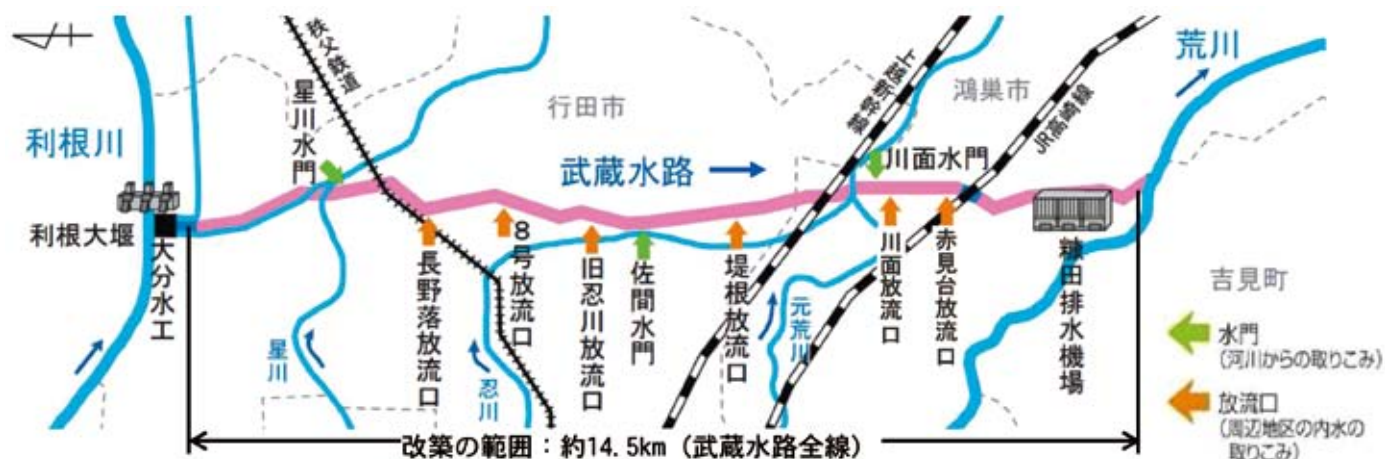 荒川
上越新幹線
鴻巣市
JR高崎線
秩父鉄道
行田市
星川水門
利根川
武蔵水路
川面水門
利根大堰
大分水工
長野落放流口
8号放流口
旧忍川放流口
佐間水門
堤根放流口
川面放流口
赤見台放流口
糠田排水機場
吉見町
元荒川
星川
忍川
水門
(河川からの取りこみ)
放流口
(周辺地区の内水の
取りこみ)
改築の範囲:約14.5km(武蔵水路全線)